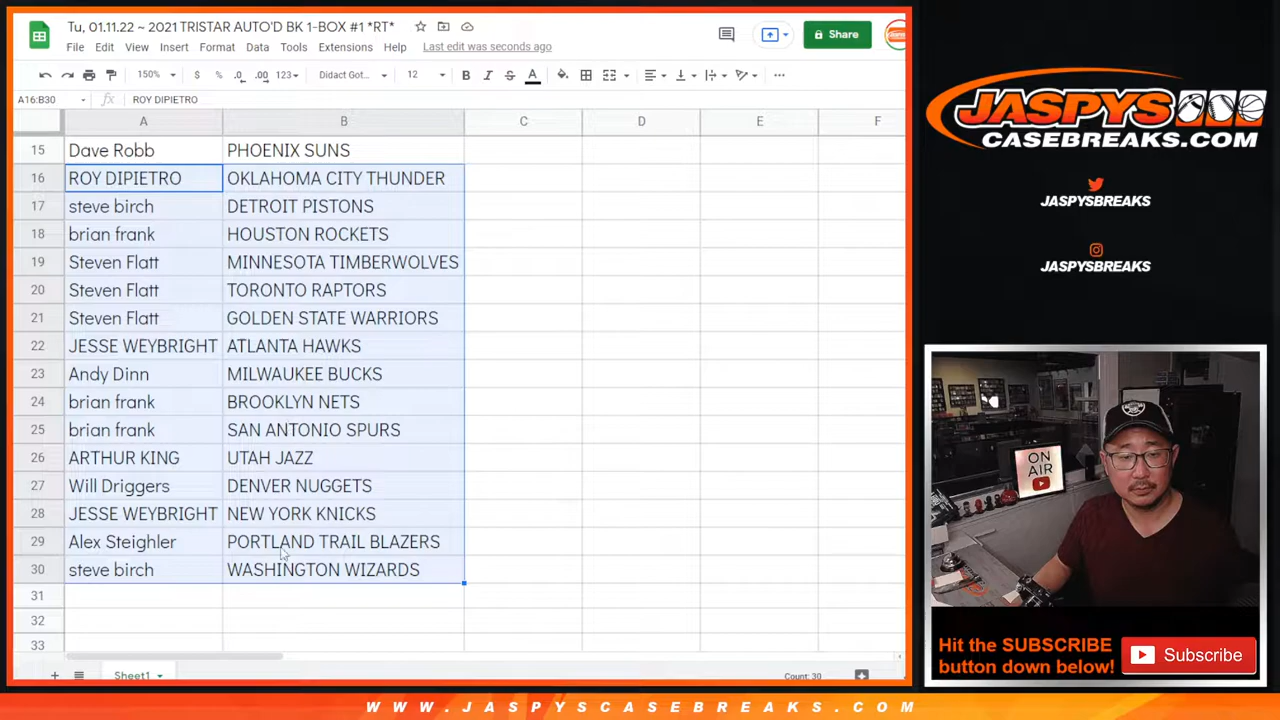 Tu, 01.11.22 ~ 2021 TRISTAR AUTO'D BK 1-BOX #1 *RT*
File Edit View Insert Format Data Tools Extensions Help Last edit was seconds ago
Share
150% $ % .0 .00 123 Didact Got... 12 B I S A
A16:B30 fx ROY DIPIETRO
A B C D E F
15 Dave Robb PHOENIX SUNS
16 ROY DIPIETRO OKLAHOMA CITY THUNDER
17 steve birch DETROIT PISTONS
18 brian frank HOUSTON ROCKETS
19 Steven Flatt MINNESOTA TIMBERWOLVES
20 Steven Flatt TORONTO RAPTORS
21 Steven Flatt GOLDEN STATE WARRIORS
22 JESSE WEYBRIGHT ATLANTA HAWKS
23 Andy Dinn MILWAUKEE BUCKS
24 brian frank BROOKLYN NETS
25 brian frank SAN ANTONIO SPURS
26 ARTHUR KING UTAH JAZZ
27 Will Driggers DENVER NUGGETS
28 JESSE WEYBRIGHT NEW YORK KNICKS
29 Alex Steighler PORTLAND TRAIL BLAZERS
30 steve birch WASHINGTON WIZARDS
31
32
33
+ Sheet1 Count: 30
JASPYS
CASEBREAKS.COM
JASPYSBREAKS
JASPYSBREAKS
ON
AIR
Hit the SUBSCRIBE
button down below!
Subscribe
WWW.JASPYSCASEBREAKS.COM